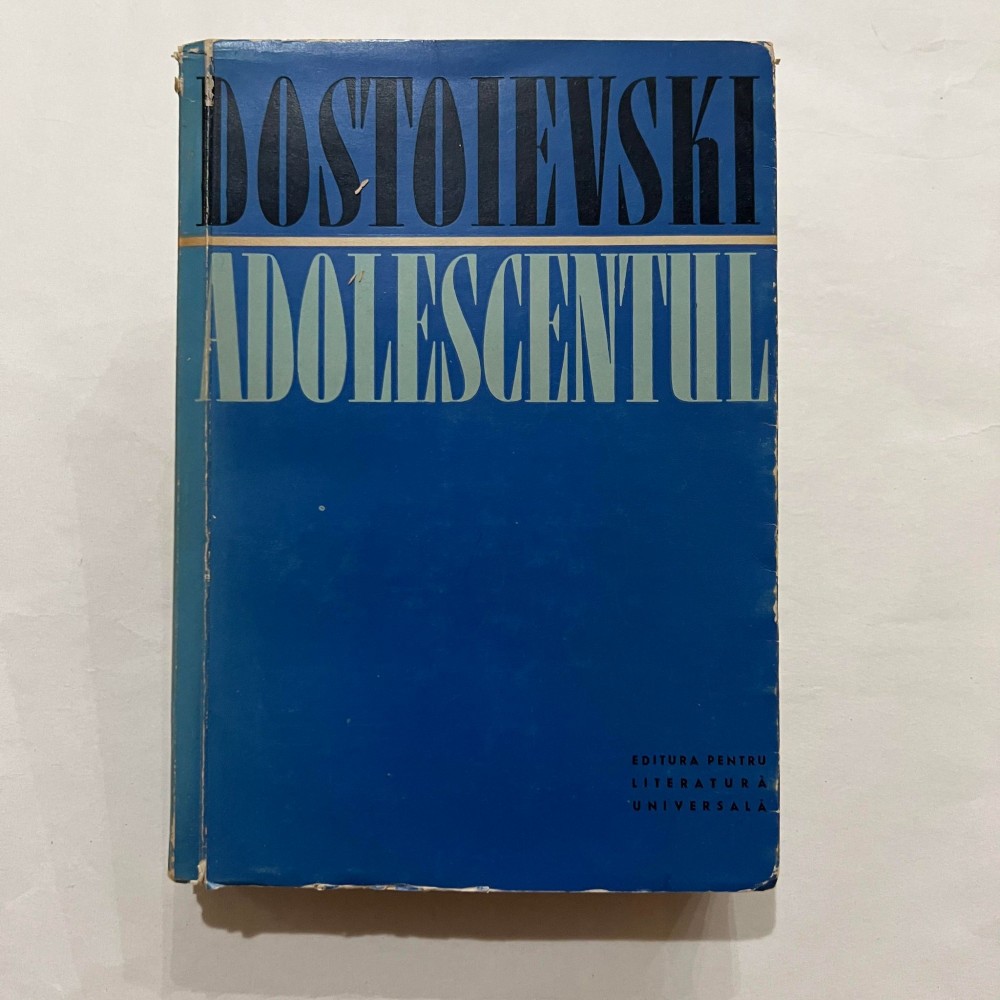 DOSTOIEVSKI
ADOLESCENTUL
EDITURA PENTRU
LITERATURĂ
UNIVERSALĂ